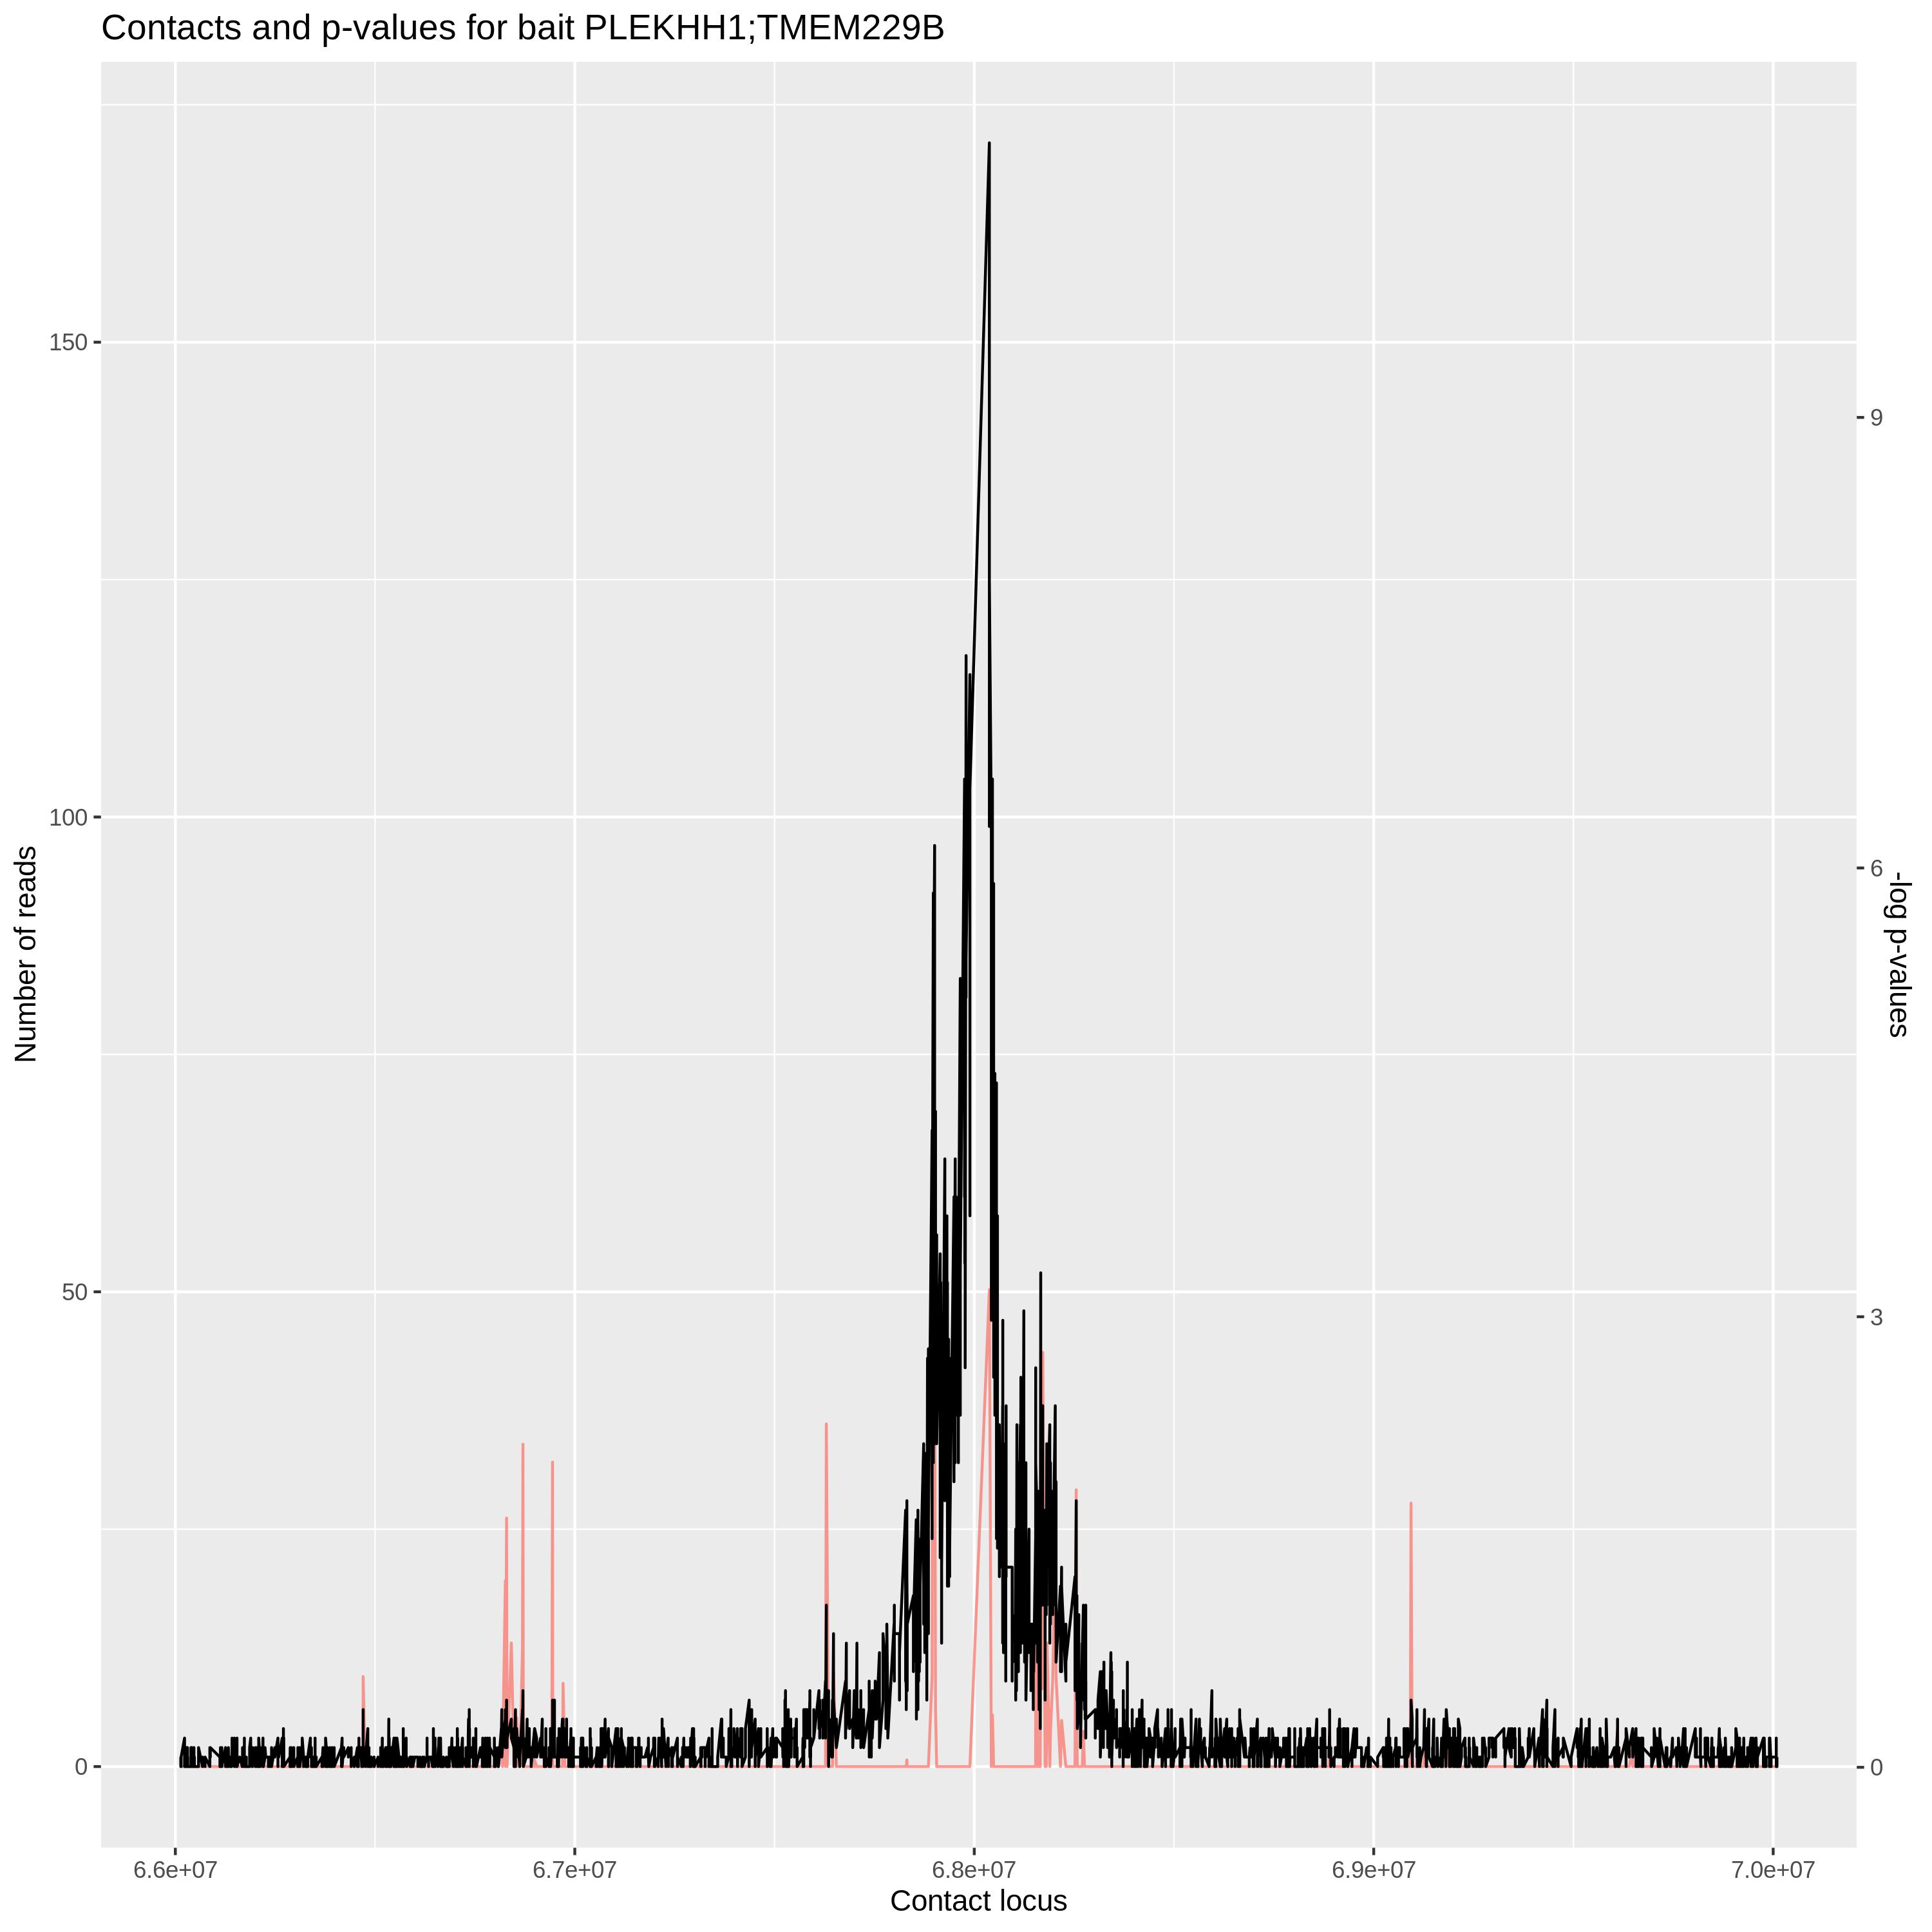 Contacts and p-values for bait PLEKHH1;TMEM229B
150
100
50
0
Number of reads
9
6
3
0
-log p-values
6.6e+07
6.7e+07
6.8e+07
6.9e+07
7.0e+07
Contact locus